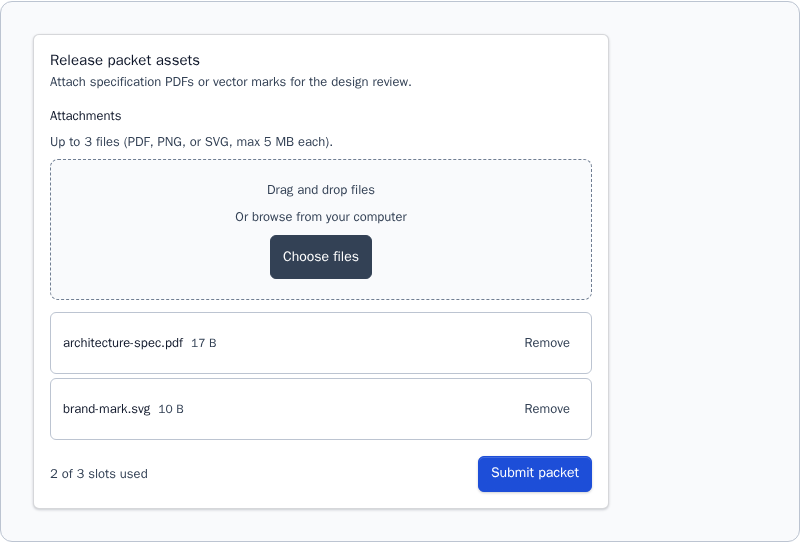 Release packet assets
Attach specification PDFs or vector marks for the design review.
Attachments
Up to 3 files (PDF, PNG, or SVG, max 5 MB each).
Drag and drop files
Or browse from your computer
Choose files
architecture-spec.pdf 17 B Remove
brand-mark.svg 10 B Remove
2 of 3 slots used Submit packet